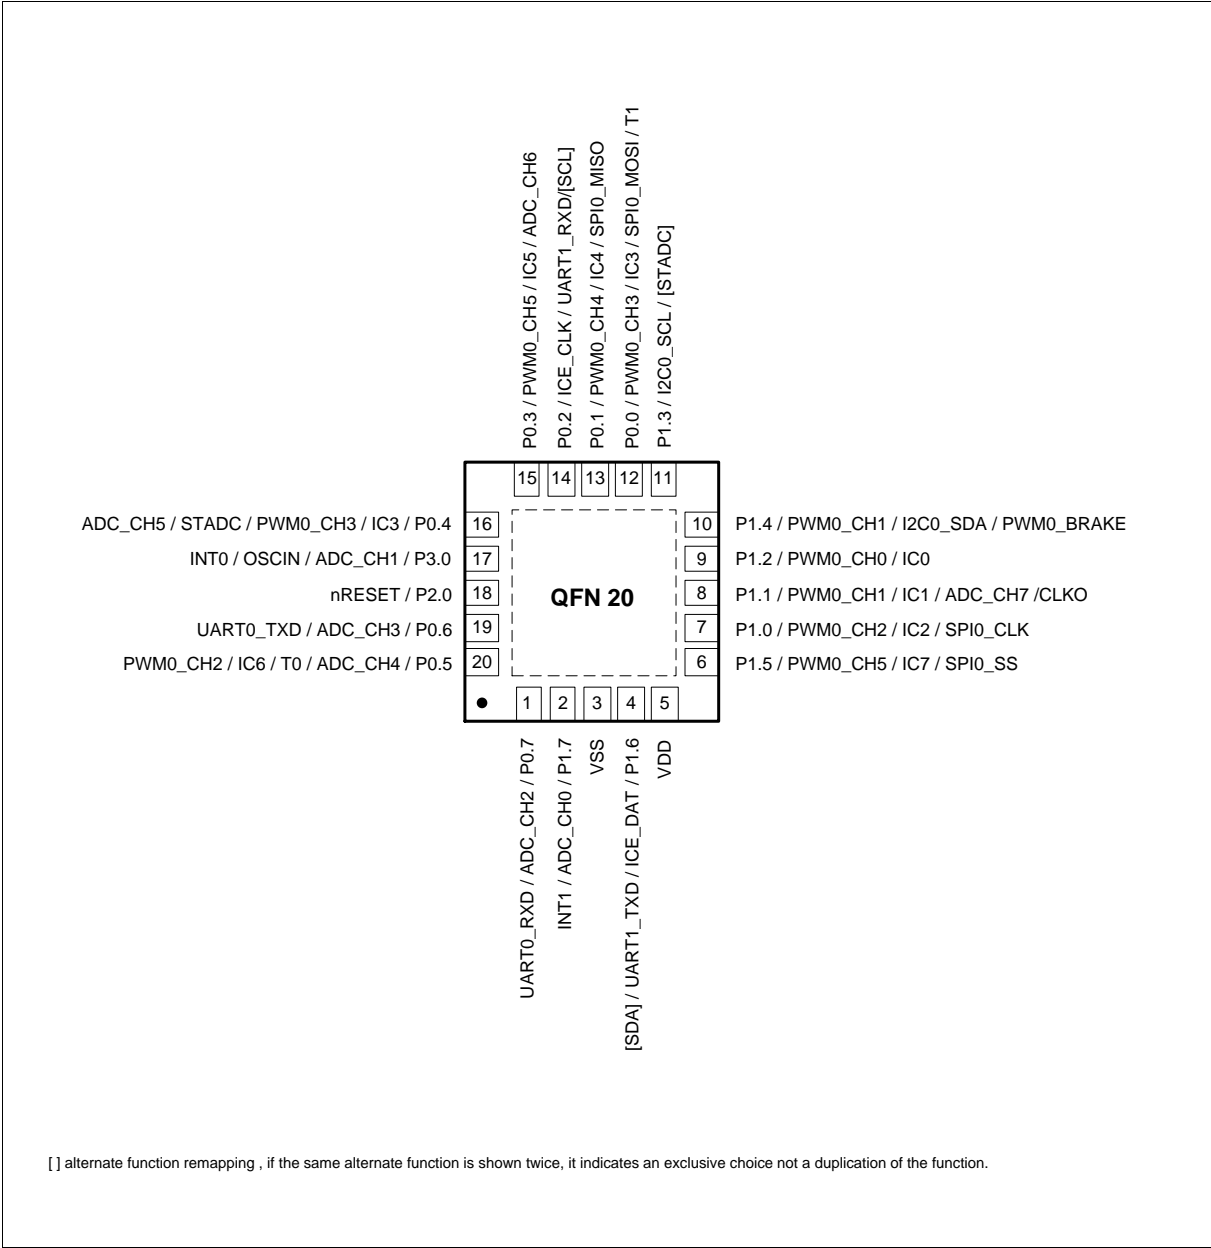 P0.3 / PWM0_CH5 / IC5 / ADC_CH6
P0.2 / ICE_CLK / UART1_RXD/[SCL]
P0.1 / PWM0_CH4 / IC4 / SPI0_MISO
P0.0 / PWM0_CH3 / IC3 / SPI0_MOSI / T1
P1.3 / I2C0_SCL / [STADC]
15 14 13 12 11
ADC_CH5 / STADC / PWM0_CH3 / IC3 / P0.4 16
INT0 / OSCIN / ADC_CH1 / P3.0 17
nRESET / P2.0 18
UART0_TXD / ADC_CH3 / P0.6 19
PWM0_CH2 / IC6 / T0 / ADC_CH4 / P0.5 20
QFN 20
10 P1.4 / PWM0_CH1 / I2C0_SDA / PWM0_BRAKE
9 P1.2 / PWM0_CH0 / IC0
8 P1.1 / PWM0_CH1 / IC1 / ADC_CH7 /CLKO
7 P1.0 / PWM0_CH2 / IC2 / SPI0_CLK
6 P1.5 / PWM0_CH5 / IC7 / SPI0_SS
1 2 3 4 5
UART0_RXD / ADC_CH2 / P0.7
INT1 / ADC_CH0 / P1.7
VSS
[SDA] / UART1_TXD / ICE_DAT / P1.6
VDD
[ ] alternate function remapping , if the same alternate function is shown twice, it indicates an exclusive choice not a duplication of the function.